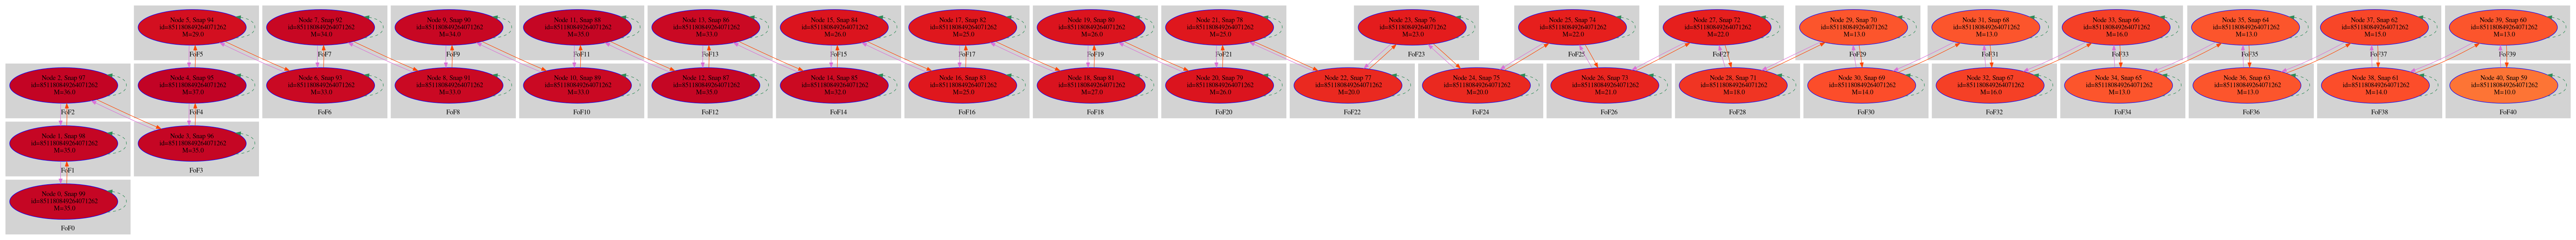 Node 5, Snap 94
id=851180849264071262
M=29.0
FoF5
Node 7, Snap 92
id=851180849264071262
M=34.0
FoF7
Node 9, Snap 90
id=851180849264071262
M=34.0
FoF9
Node 11, Snap 88
id=851180849264071262
M=35.0
FoF11
Node 13, Snap 86
id=851180849264071262
M=33.0
FoF13
Node 15, Snap 84
id=851180849264071262
M=26.0
FoF15
Node 17, Snap 82
id=851180849264071262
M=25.0
FoF17
Node 19, Snap 80
id=851180849264071262
M=26.0
FoF19
Node 21, Snap 78
id=851180849264071262
M=25.0
FoF21
Node 23, Snap 76
id=851180849264071262
M=23.0
FoF23
Node 25, Snap 74
id=851180849264071262
M=22.0
FoF25
Node 27, Snap 72
id=851180849264071262
M=22.0
FoF27
Node 29, Snap 70
id=851180849264071262
M=13.0
FoF29
Node 31, Snap 68
id=851180849264071262
M=13.0
FoF31
Node 33, Snap 66
id=851180849264071262
M=16.0
FoF33
Node 35, Snap 64
id=851180849264071262
M=13.0
FoF35
Node 37, Snap 62
id=851180849264071262
M=15.0
FoF37
Node 39, Snap 60
id=851180849264071262
M=13.0
FoF39
Node 2, Snap 97
id=851180849264071262
M=36.0
FoF2
Node 4, Snap 95
id=851180849264071262
M=37.0
FoF4
Node 6, Snap 93
id=851180849264071262
M=33.0
FoF6
Node 8, Snap 91
id=851180849264071262
FoF8
Node 10, Snap 89
id=851180849264071262
FoF10
Node 12, Snap 87
id=851180849264071262
M=35.0
FoF12
Node 14, Snap 85
id=851180849264071262
M=32.0
FoF14
Node 16, Snap 83
id=851180849264071262
M=25.0
FoF16
Node 18, Snap 81
id=851180849264071262
M=27.0
FoF18
Node 20, Snap 79
id=851180849264071262
M=26.0
FoF20
Node 22, Snap 77
id=851180849264071262
M=20.0
FoF22
Node 24, Snap 75
id=851180849264071262
M=20.0
FoF24
Node 26, Snap 73
id=851180849264071262
M=21.0
FoF26
Node 28, Snap 71
id=851180849264071262
M=18.0
FoF28
Node 30, Snap 69
id=851180849264071262
M=14.0
FoF30
Node 32, Snap 67
id=851180849264071262
M=16.0
FoF32
Node 34, Snap 65
id=851180849264071262
M=13.0
FoF34
Node 36, Snap 63
id=851180849264071262
M=13.0
FoF36
Node 38, Snap 61
id=851180849264071262
M=14.0
FoF38
Node 40, Snap 59
id=851180849264071262
M=10.0
FoF40
Node 1, Snap 98
id=851180849264071262
M=35.0
FoF1
Node 3, Snap 96
id=851180849264071262
M=35.0
FoF3
Node 0, Snap 99
id=851180849264071262
M=35.0
FoF0